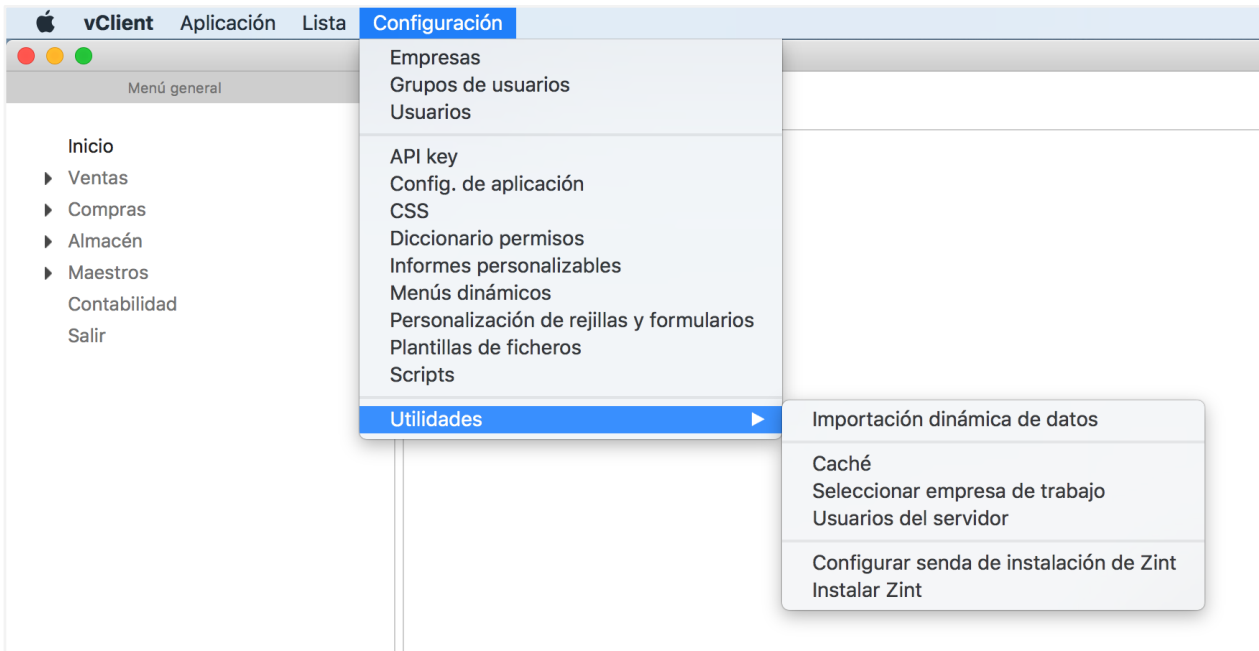 vClient Aplicación Lista Configuración
Menú general
Inicio
Ventas
Compras
Almacén
Maestros
Contabilidad
Salir
Empresas
Grupos de usuarios
Usuarios
API key
Config. de aplicación
CSS
Diccionario permisos
Informes personalizables
Menús dinámicos
Personalización de rejillas y formularios
Plantillas de ficheros
Scripts
Utilidades
Importación dinámica de datos
Caché
Seleccionar empresa de trabajo
Usuarios del servidor
Configurar senda de instalación de Zint
Instalar Zint